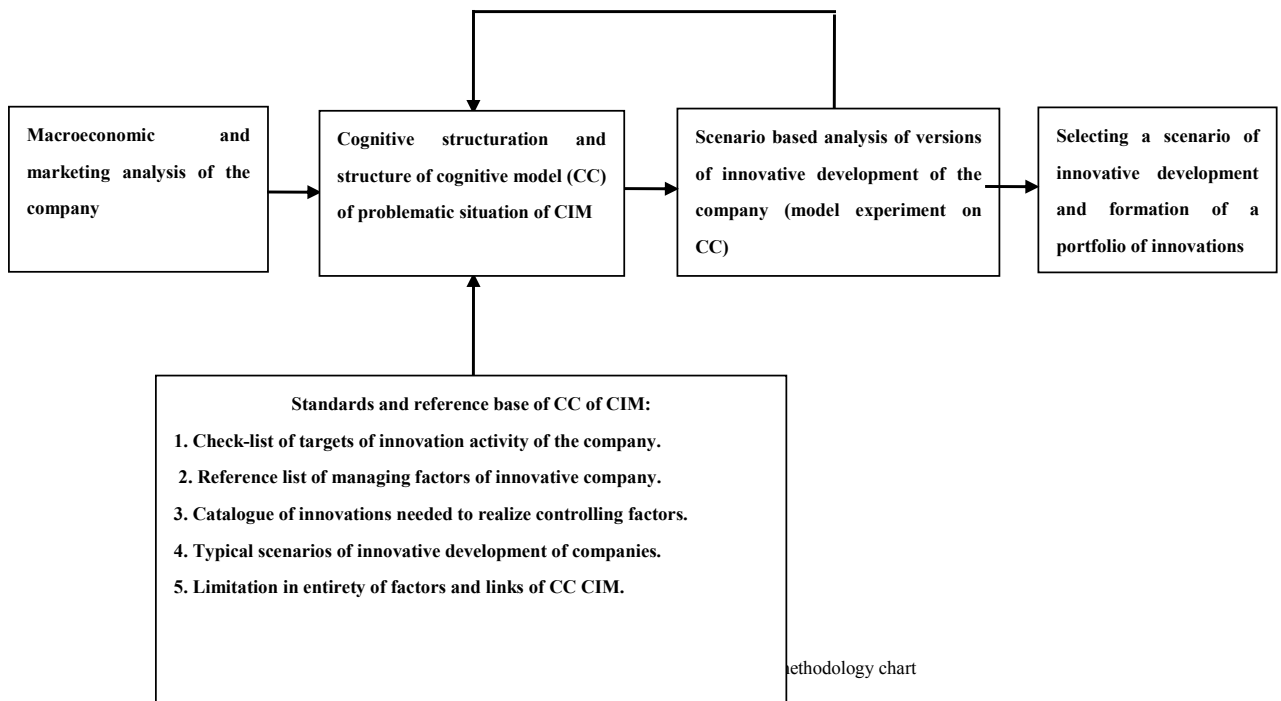 Macroeconomic and
marketing analysis of the
company
Cognitive structuration and
structure of cognitive model (CC)
of problematic situation of CIM
Scenario based analysis of versions
of innovative development of the
company (model experiment on
CC)
Selecting a scenario of
innovative development
and formation of a
portfolio of innovations
Standards and reference base of CC of CIM:
1. Check-list of targets of innovation activity of the company.
2. Reference list of managing factors of innovative company.
3. Catalogue of innovations needed to realize controlling factors.
4. Typical scenarios of innovative development of companies.
5. Limitation in entirety of factors and links of CC CIM.
chart